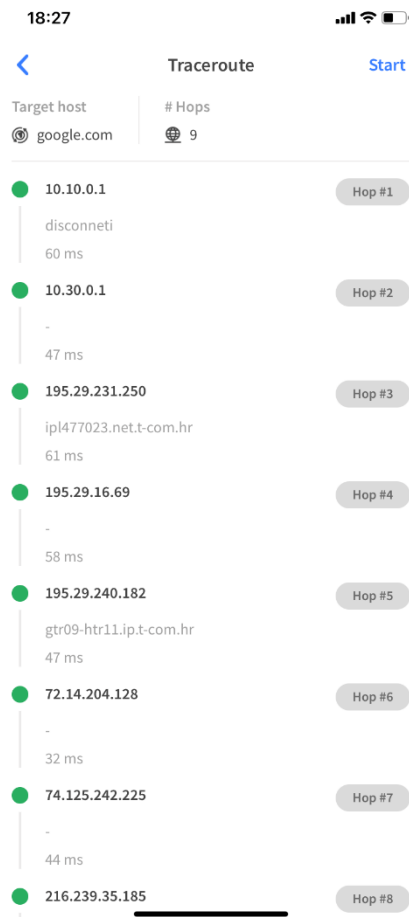 18:27
Traceroute
Start
Target host
# Hops
google.com
9
10.10.0.1
Hop #1
disconneti
60 ms
10.30.0.1
Hop #2
-
47 ms
195.29.231.250
Hop #3
ipl477023.net.t-com.hr
61 ms
195.29.16.69
Hop #4
-
58 ms
195.29.240.182
Hop #5
gtr09-htr11.ip.t-com.hr
47 ms
72.14.204.128
Hop #6
-
32 ms
74.125.242.225
Hop #7
-
44 ms
216.239.35.185
Hop #8